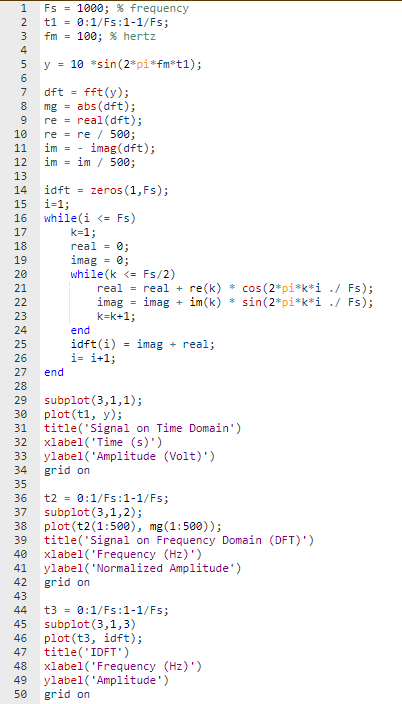 1 Fs = 1000; % frequency
2 t1 = 0:1/Fs:1-1/Fs;
3 fm = 100; % hertz
4
5 y = 10 *sin(2*pi*fm*t1);
6
7 dft = fft(y);
8 mg = abs(dft);
9 re = real(dft);
10 re = re / 500;
11 im = - imag(dft);
12 im = im / 500;
13
14 idft = zeros(1,Fs);
15 i=1;
16 while(i <= Fs)
17 k=1;
18 real = 0;
19 imag = 0;
20 while(k <= Fs/2)
21 real = real + re(k) * cos(2*pi*k*i ./ Fs);
22 imag = imag + im(k) * sin(2*pi*k*i ./ Fs);
23 k=k+1;
24 end
25 idft(i) = imag + real;
26 i= i+1;
27 end
28
29 subplot(3,1,1);
30 plot(t1, y);
31 title('Signal on Time Domain')
32 xlabel('Time (s)')
33 ylabel('Amplitude (Volt)')
34 grid on
35
36 t2 = 0:1/Fs:1-1/Fs;
37 subplot(3,1,2);
38 plot(t2(1:500), mg(1:500));
39 title('Signal on Frequency Domain (DFT)')
40 xlabel('Frequency (Hz)')
41 ylabel('Normalized Amplitude')
42 grid on
43
44 t3 = 0:1/Fs:1-1/Fs;
45 subplot(3,1,3)
46 plot(t3, idft);
47 title('IDFT')
48 xlabel('Frequency (Hz)')
49 ylabel('Amplitude')
50 grid on